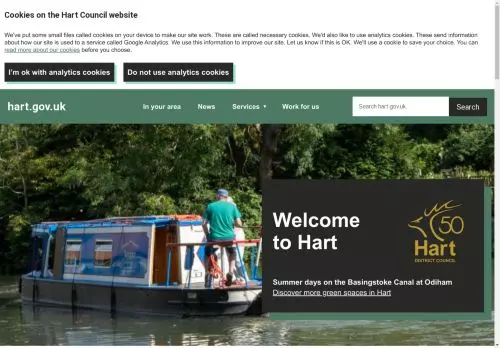 Cookies on the Hart Council website
We've put some small files called cookies on your device to make our site work. These are called necessary cookies. We'd also like to use analytics cookies. These send information
about how our site is used to a service called Google Analytics. We use this information to improve our site. Let us know if this is OK. We'll use a cookie to save your choice. You can
read more about our cookies before you choose.
I'm ok with analytics cookies
Do not use analytics cookies
hart.gov.uk
In your area
News
Services
Work for us
Search hart.gov.uk
Search
Welcome
to Hart
50
Hart
DISTRICT COUNCIL
Summer days on the Basingstoke Canal at Odiham
Discover more green spaces in Hart